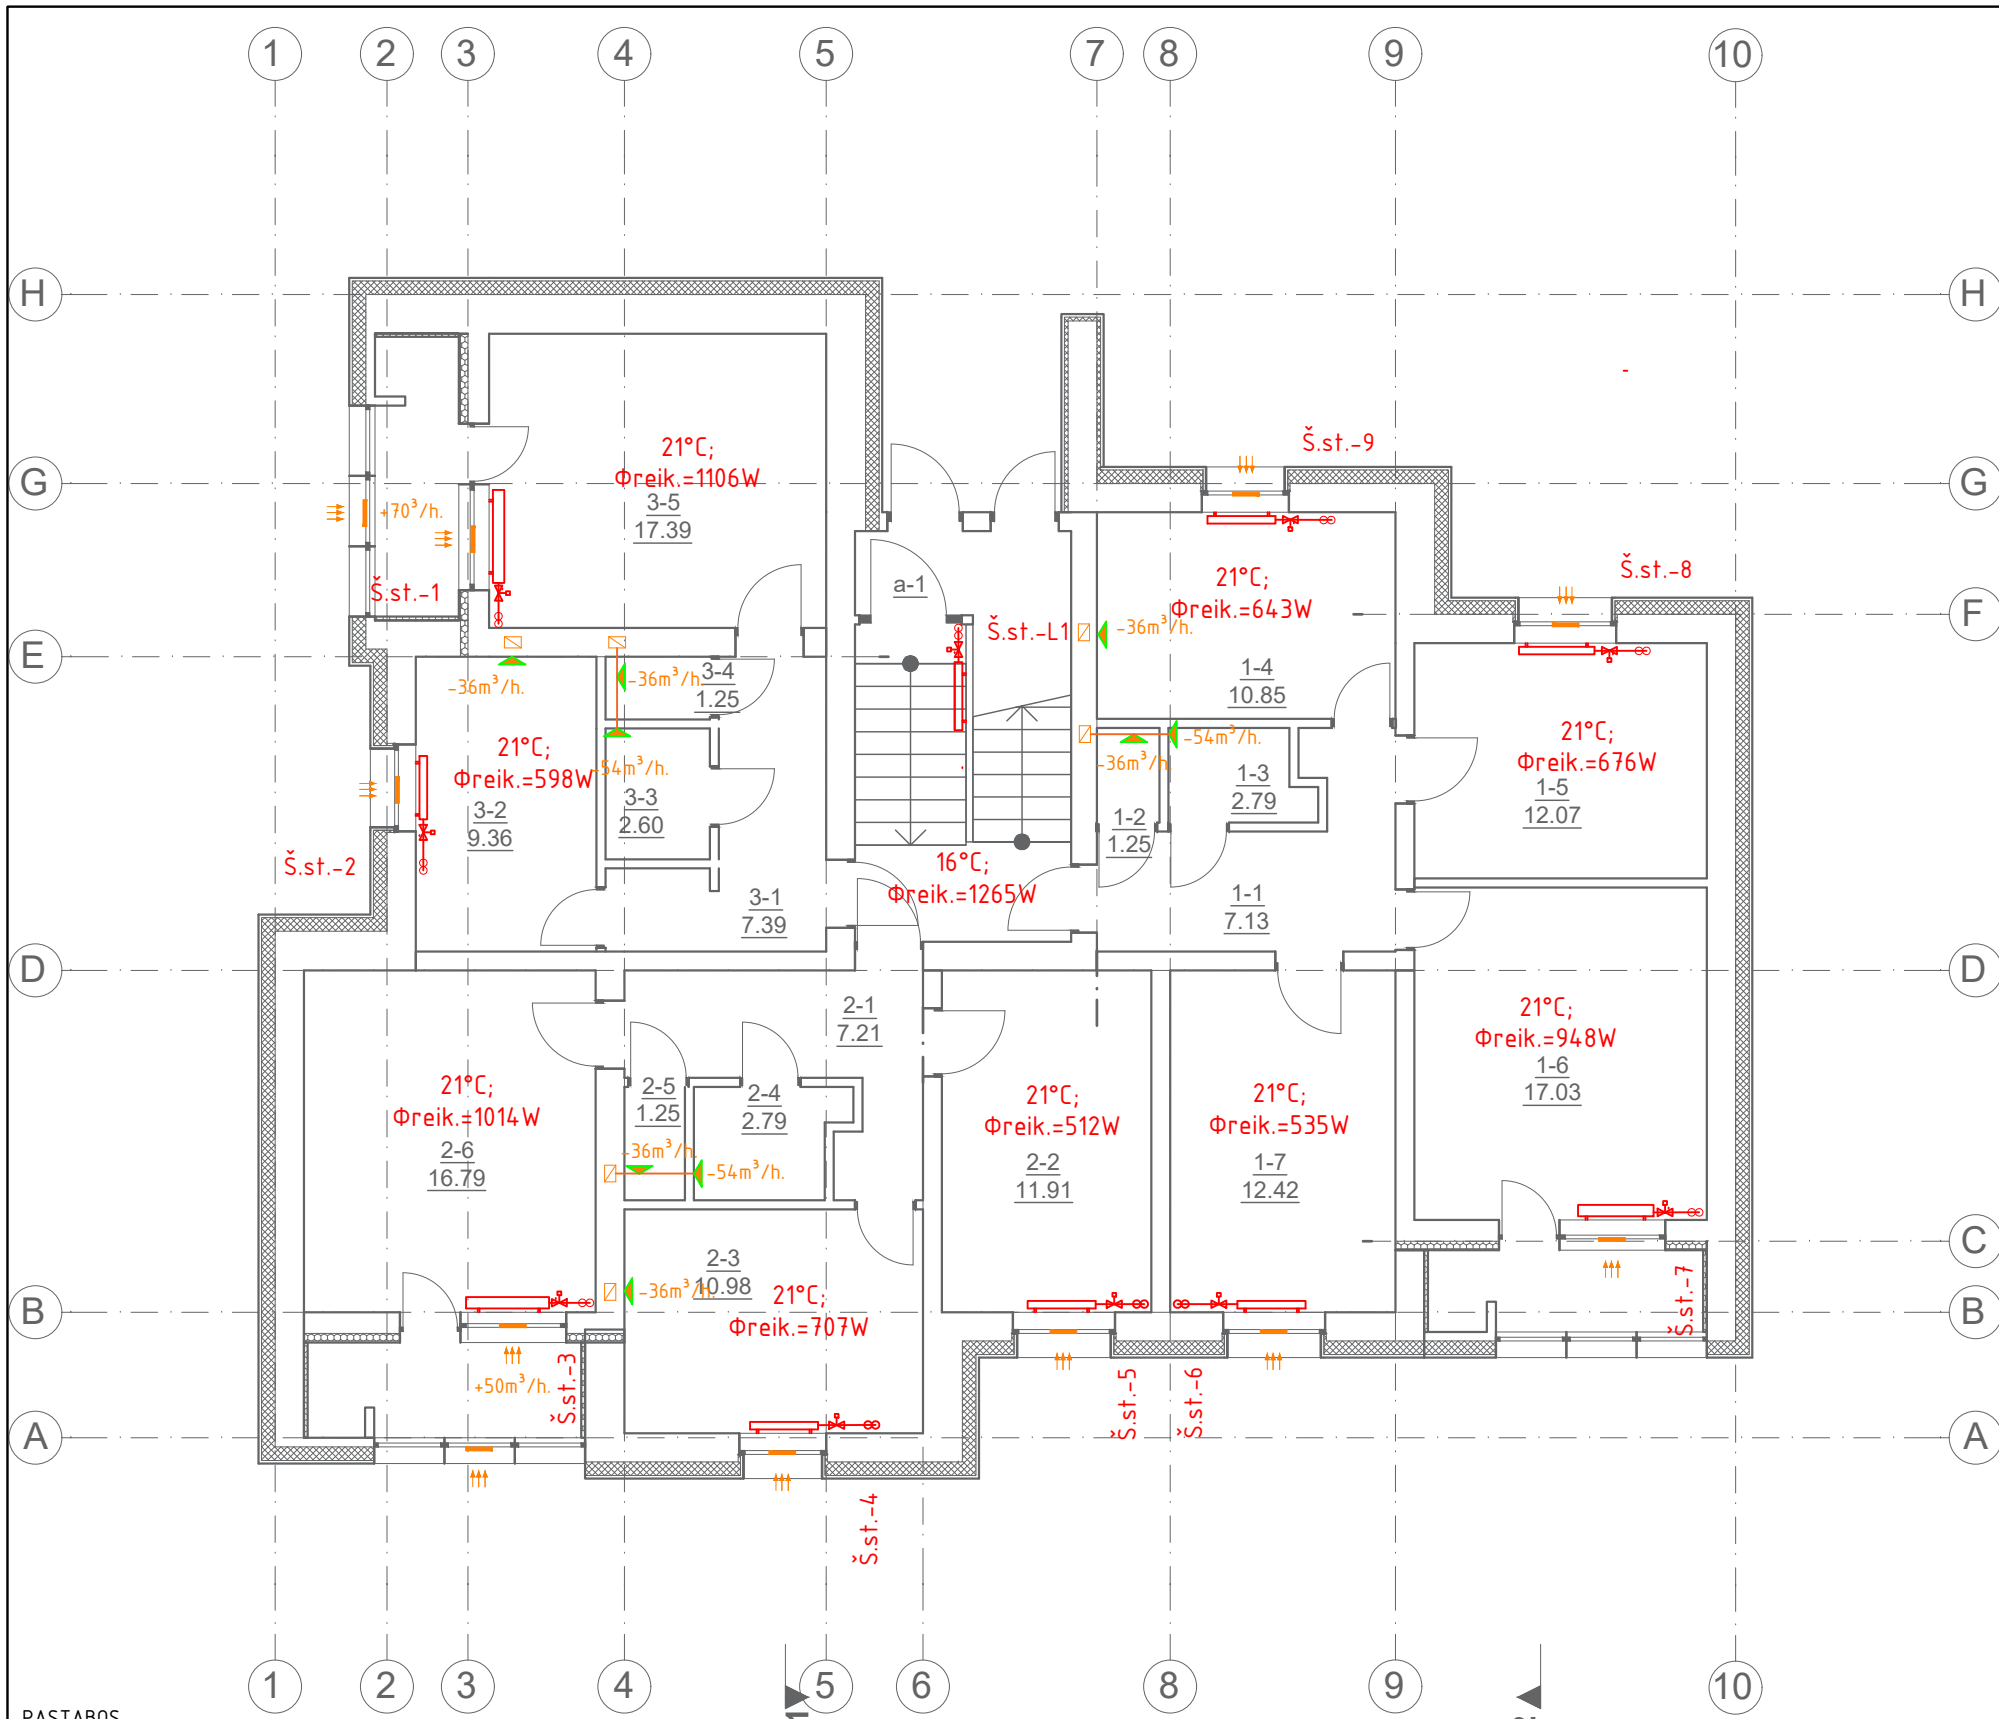 1 2 3 4 5 7 8 9 10
H H
Š.st.-9
21°C;
Φreik.=1106W
3-5
17.39
G G
+70³/h.
Š.st.-8
Š.st.-1
a-1
21°C;
Φreik.=643W
F
Š.st.-L1
-36m³/h.
E
-36m³/h.
-36m³/h.
3-4
1.25
1-4
10.85
21°C;
Φreik.=598W
3-2
9.36
-54m³/h.
3-3
2.60
-54m³/h.
-36m³/h.
1-3
2.79
1-2
1.25
21°C;
Φreik.=676W
1-5
12.07
Š.st.-2
16°C;
Φreik.=1265W
3-1
7.39
1-1
7.13
D D
2-1
7.21
21°C;
Φreik.=948W
1-6
17.03
21°C;
Φreik.=1014W
2-6
16.79
2-5
1.25
2-4
2.79
-36m³/h.
-54m³/h.
21°C;
Φreik.=512W
2-2
11.91
21°C;
Φreik.=535W
1-7
12.42
C
2-3
10.98
-36m³/h.
21°C;
Φreik.=707W
Š.st.-7
B B
+50m³/h.
Š.st.-3
Š.st.-5
Š.st.-6
A A
Š.st.-4
1 2 3 4 5 6 8 9 10
PASTABOS